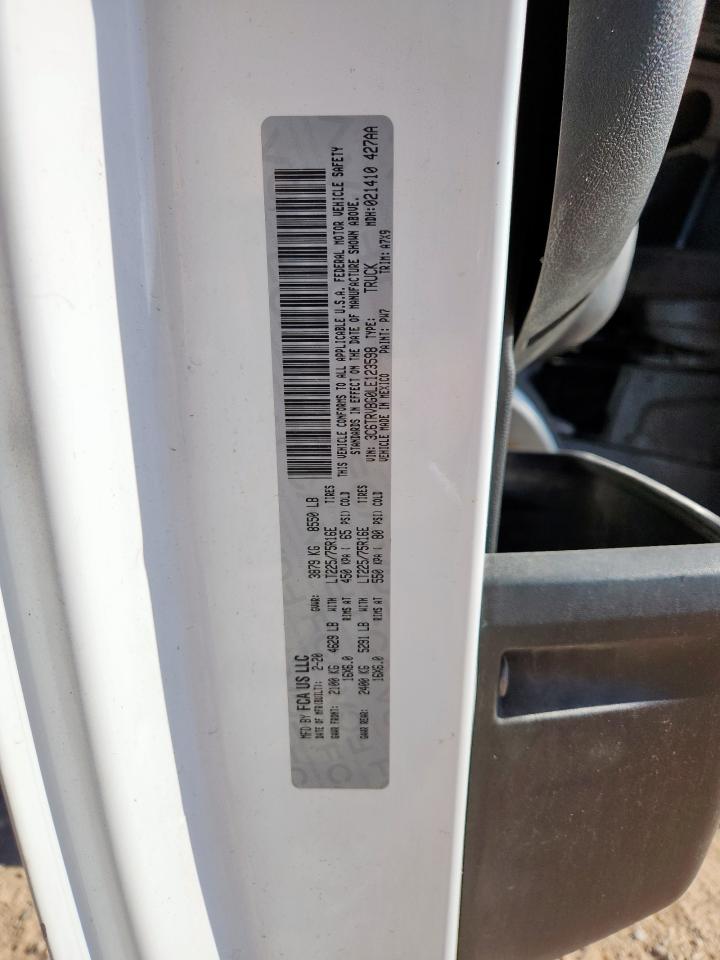 MFD BY FCA US LLC
DATE OF MFR(BUILT): 2-20 GVWR: 3879 KG 8550 LB
GAWR FRONT: 2100 KG 4629 LB WITH LT225/75R16E TIRES
16X6.0 RIMS AT 450 KPA ( 65 PSI) COLD
GAWR REAR: 2400 KG 5291 LB WITH LT225/75R16E TIRES
16X6.0 RIMS AT 550 KPA ( 80 PSI) COLD
THIS VEHICLE CONFORMS TO ALL APPLICABLE U.S.A. FEDERAL MOTOR VEHICLE SAFETY
STANDARDS IN EFFECT ON THE DATE OF MANUFACTURE SHOWN ABOVE.
VIN: 3C6TRVBG0LE123598 TYPE: TRUCK MDH:021410 427AA
VEHICLE MADE IN MEXICO PAINT: PW7 TRIM: A7X9